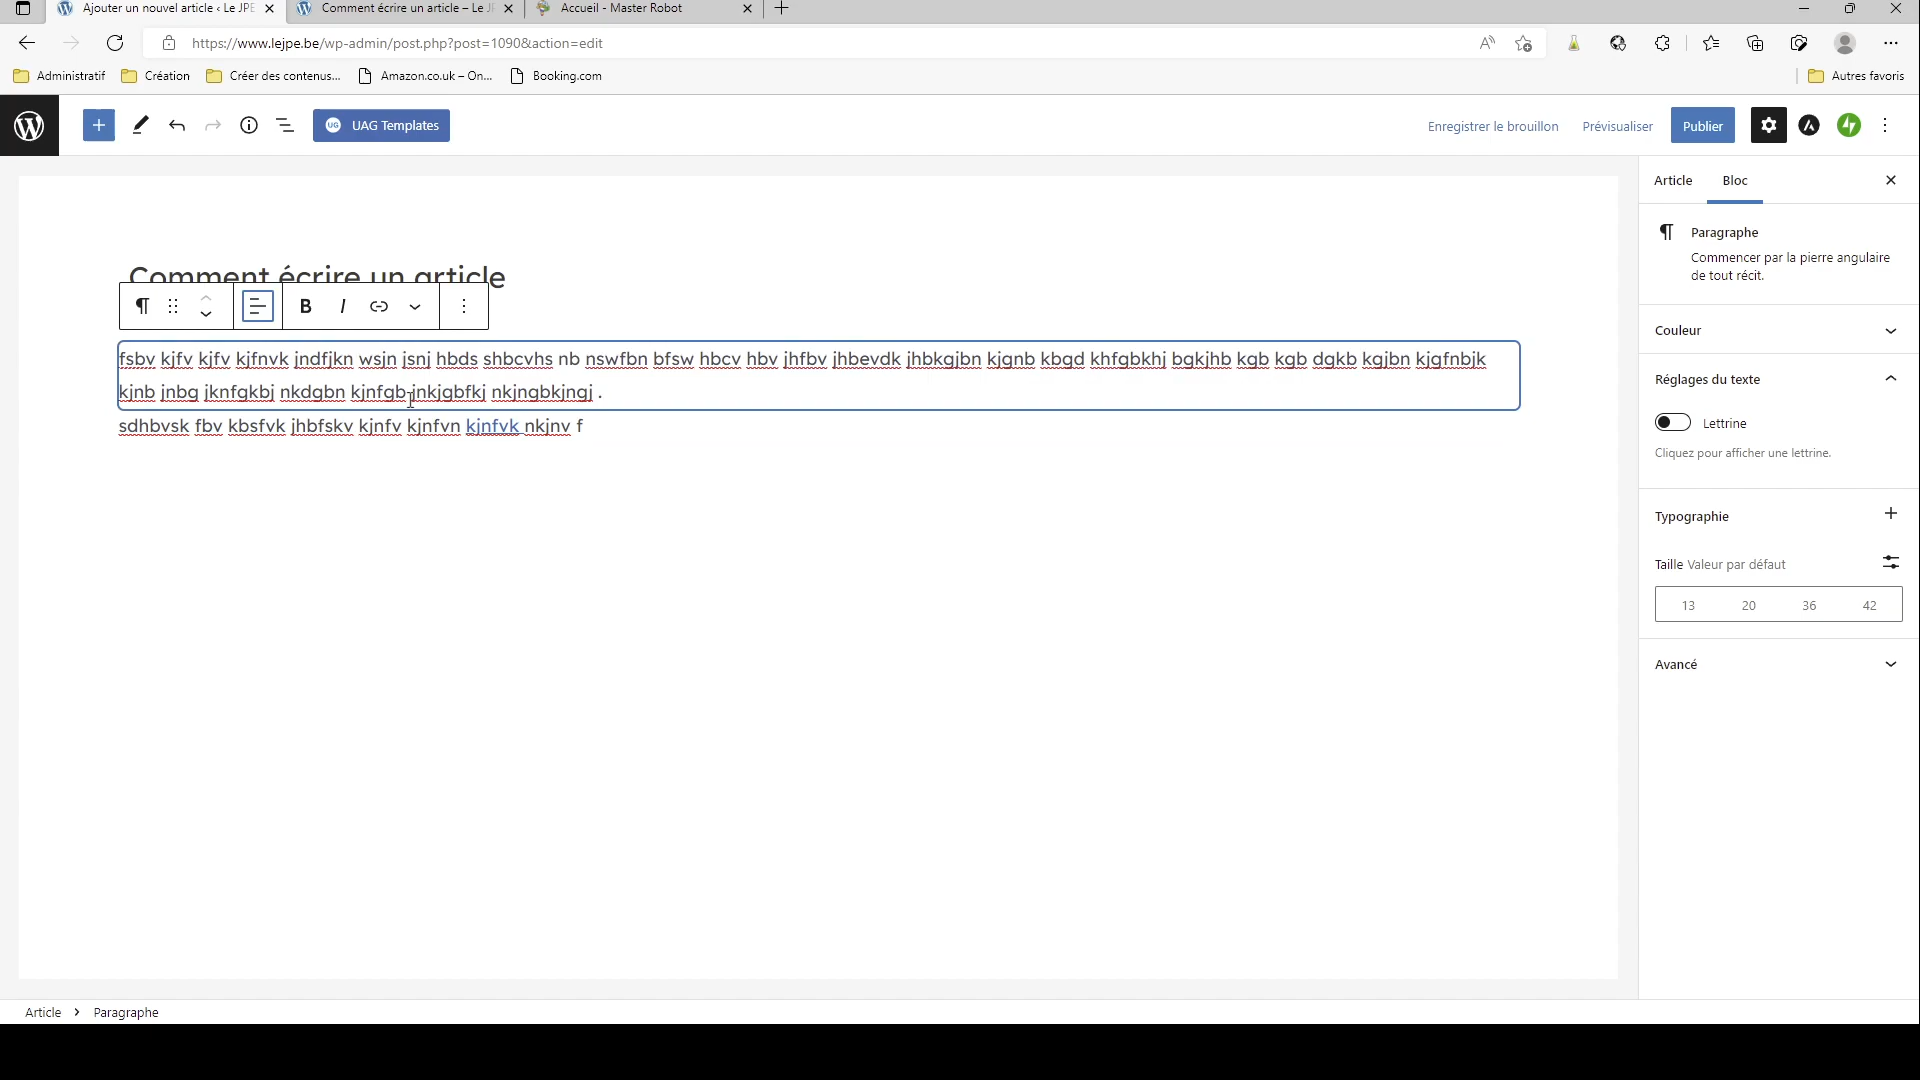 Ajouter un nouvel article ‹ Le JPE
Comment écrire un article – Le JP
Accueil - Master Robot
https://www.lejpe.be/wp-admin/post.php?post=1090&action=edit
Administratif
Création
Créer des contenus...
Amazon.co.uk – On...
Booking.com
Autres favoris
UAG Templates
Enregistrer le brouillon
Prévisualiser
Publier
Article
Bloc
Paragraphe
Commencer par la pierre angulaire
de tout récit.
Comment écrire un article
B I
fsbv kjfv kjfv kjfnvk jndfjkn wsjn jsnj hbds shbcvhs nb nswfbn bfsw hbcv hbv jhfbv jhbevdk jhbkgjbn kjgnb kbgd khfgbkhj bgkjhb kgb kgb dgkb kgjbn kjgfnbjk
kjnb jnbg jknfgkbj nkdgbn kjnfgb jnkjgbfkj nkjngbkjngj .
sdhbvsk fbv kbsfvk jhbfskv kjnfv kjnfvn kjnfvk nkjnv f
Couleur
Réglages du texte
Lettrine
Cliquez pour afficher une lettrine.
Typographie
Taille Valeur par défaut
13 20 36 42
Avancé
Article › Paragraphe